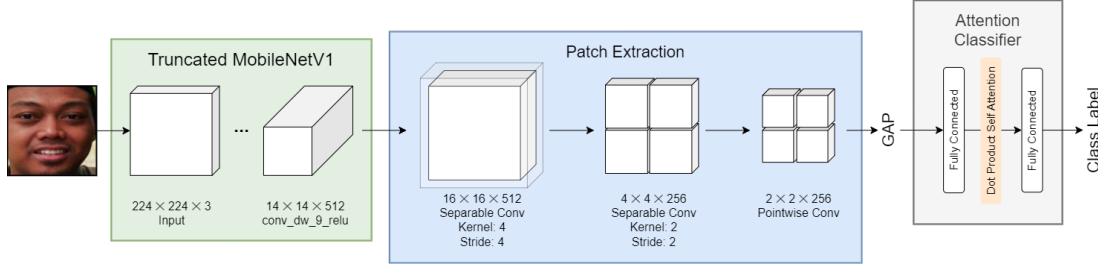 Truncated MobileNetV1
...
224 × 224 × 3
Input
14 × 14 × 512
conv_dw_9_relu
Patch Extraction
16 × 16 × 512
Separable Conv
Kernel: 4
Stride: 4
4 × 4 × 256
Separable Conv
Kernel: 2
Stride: 2
2 × 2 × 256
Pointwise Conv
GAP
Attention
Classifier
Fully Connected
Dot Product Self Attention
Fully Connected
Class Label